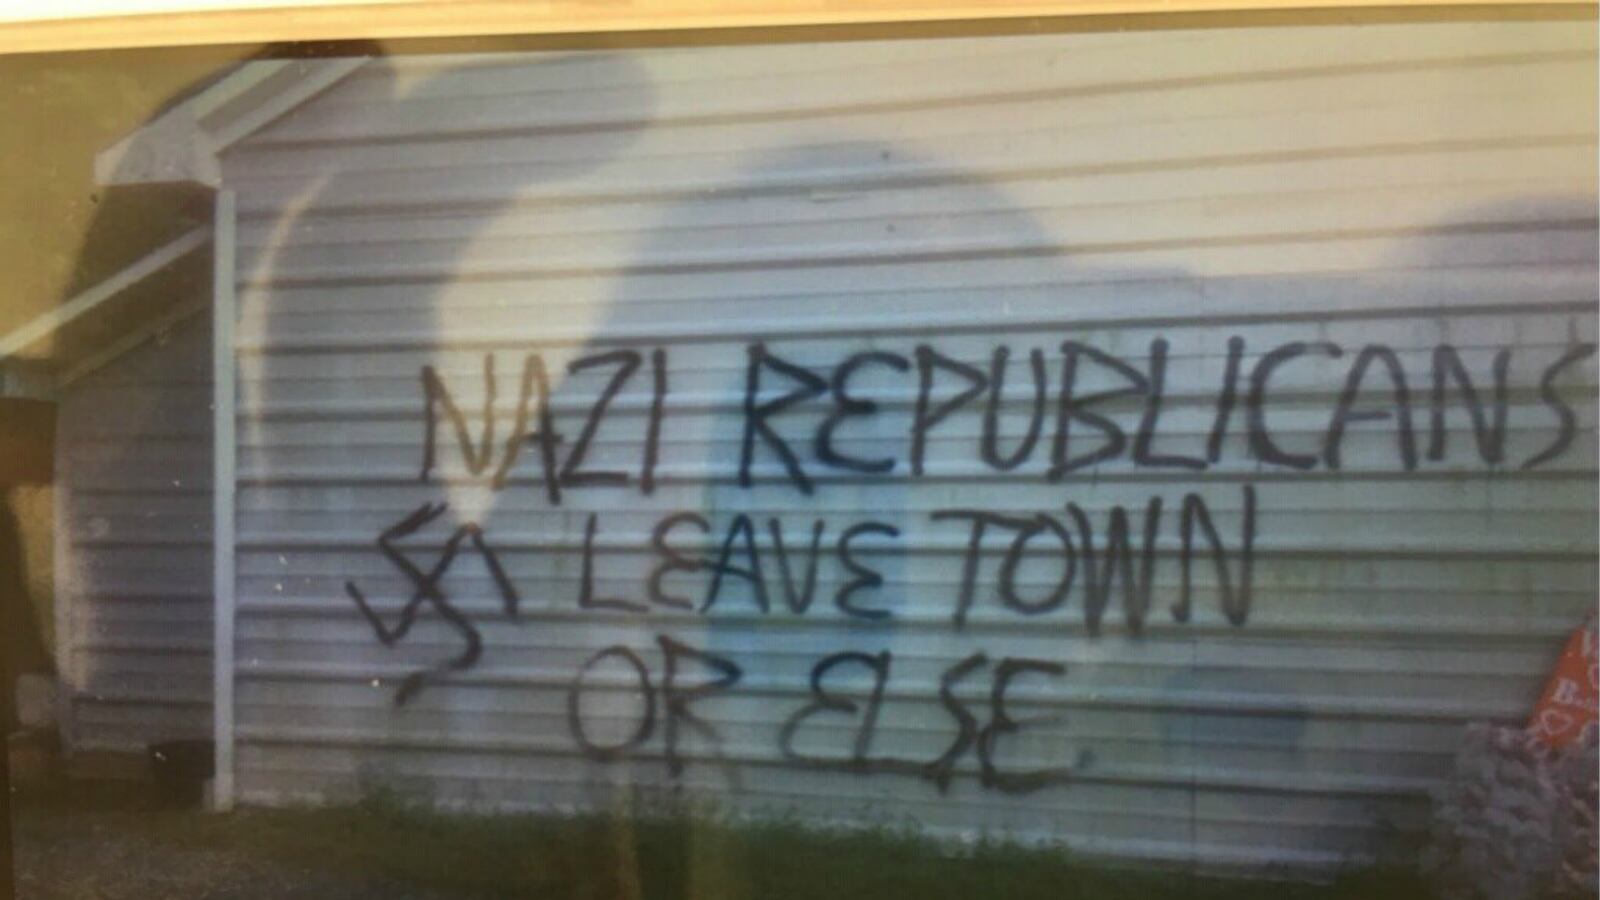 NAZI REPUBLICANS
LEAVE TOWN
OR ELSE